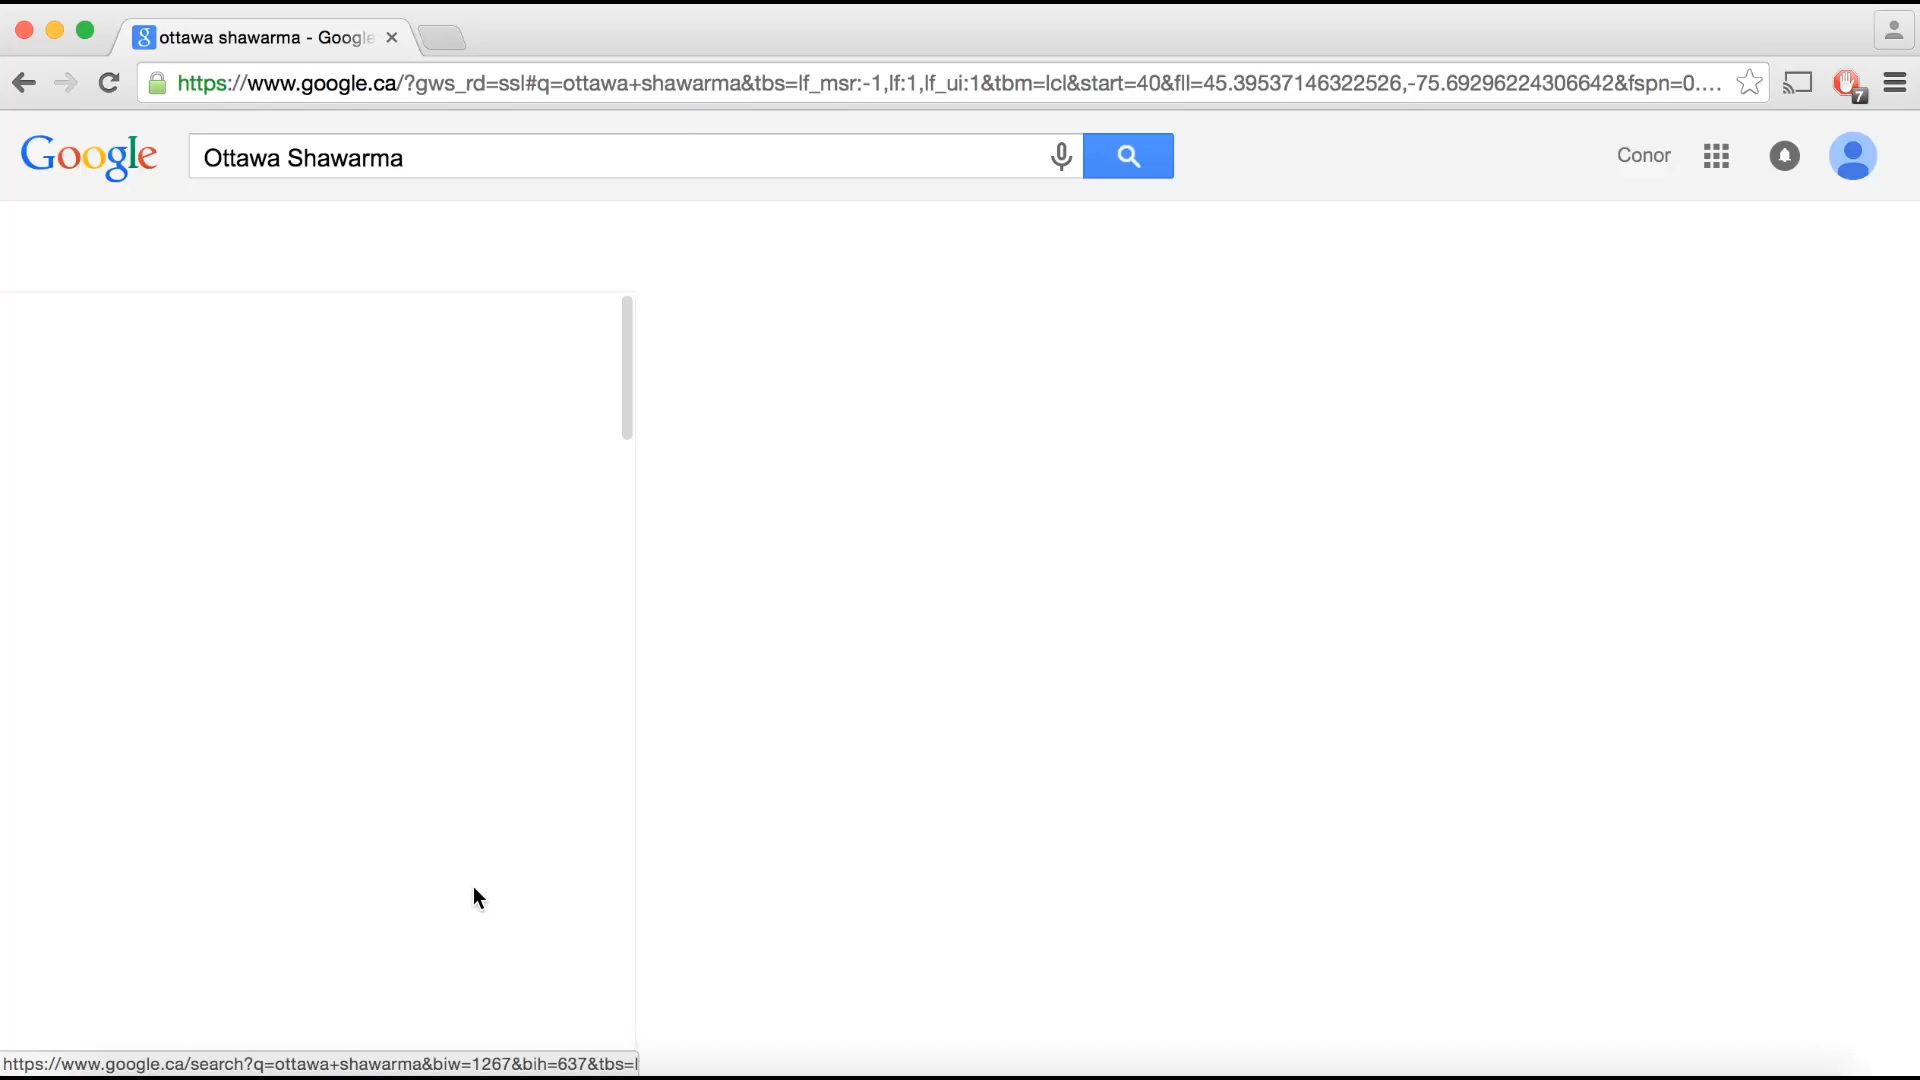 ottawa shawarma - Google
https://www.google.ca/?gws_rd=ssl#q=ottawa+shawarma&tbs=lf_msr:-1,lf:1,lf_ui:1&tbm=lcl&start=40&fll=45.39537146322526,-75.69296224306642&fspn=0....
7
Google
Ottawa Shawarma
Conor
https://www.google.ca/search?q=ottawa+shawarma&biw=1267&bih=637&tbs=l